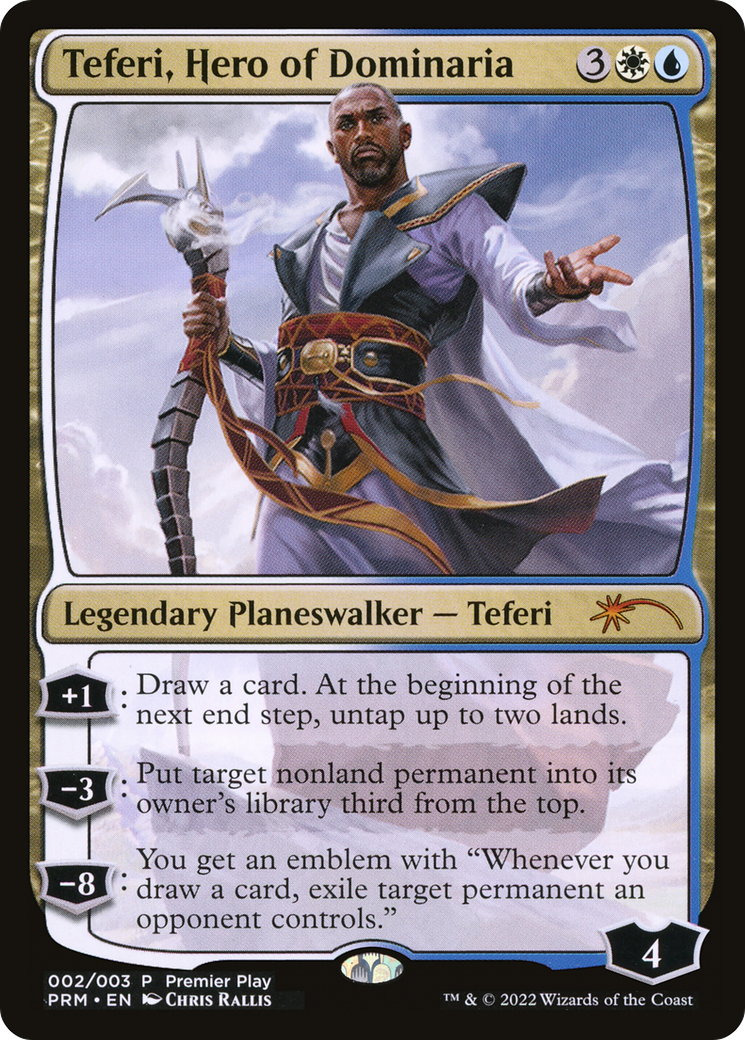 Teferi, Hero of Dominaria 3
Legendary Planeswalker — Teferi
+1: Draw a card. At the beginning of the
next end step, untap up to two lands.
−3: Put target nonland permanent into its
owner's library third from the top.
−8: You get an emblem with “Whenever you
draw a card, exile target permanent an
opponent controls.”
4
002/003 P Premier Play
PRM • EN Chris Rallis
™ & © 2022 Wizards of the Coast